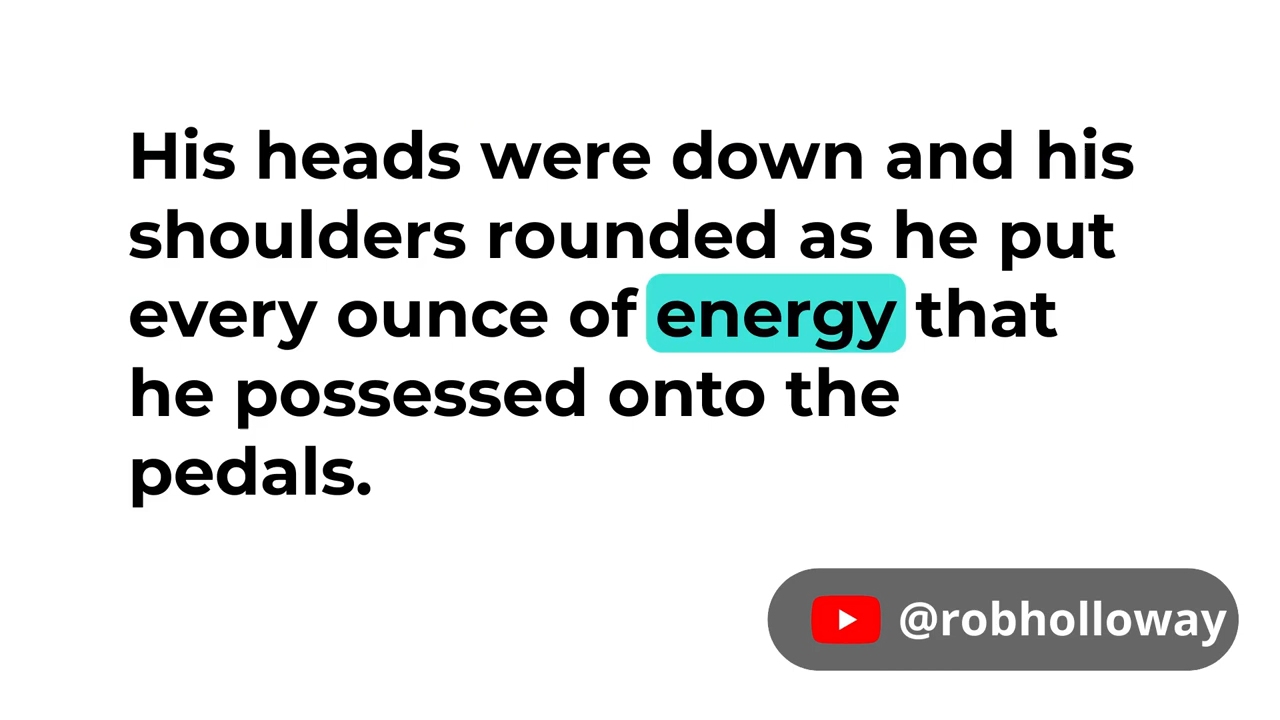 His heads were down and his
shoulders rounded as he put
every ounce of energy that
he possessed onto the
pedals.
@robholloway